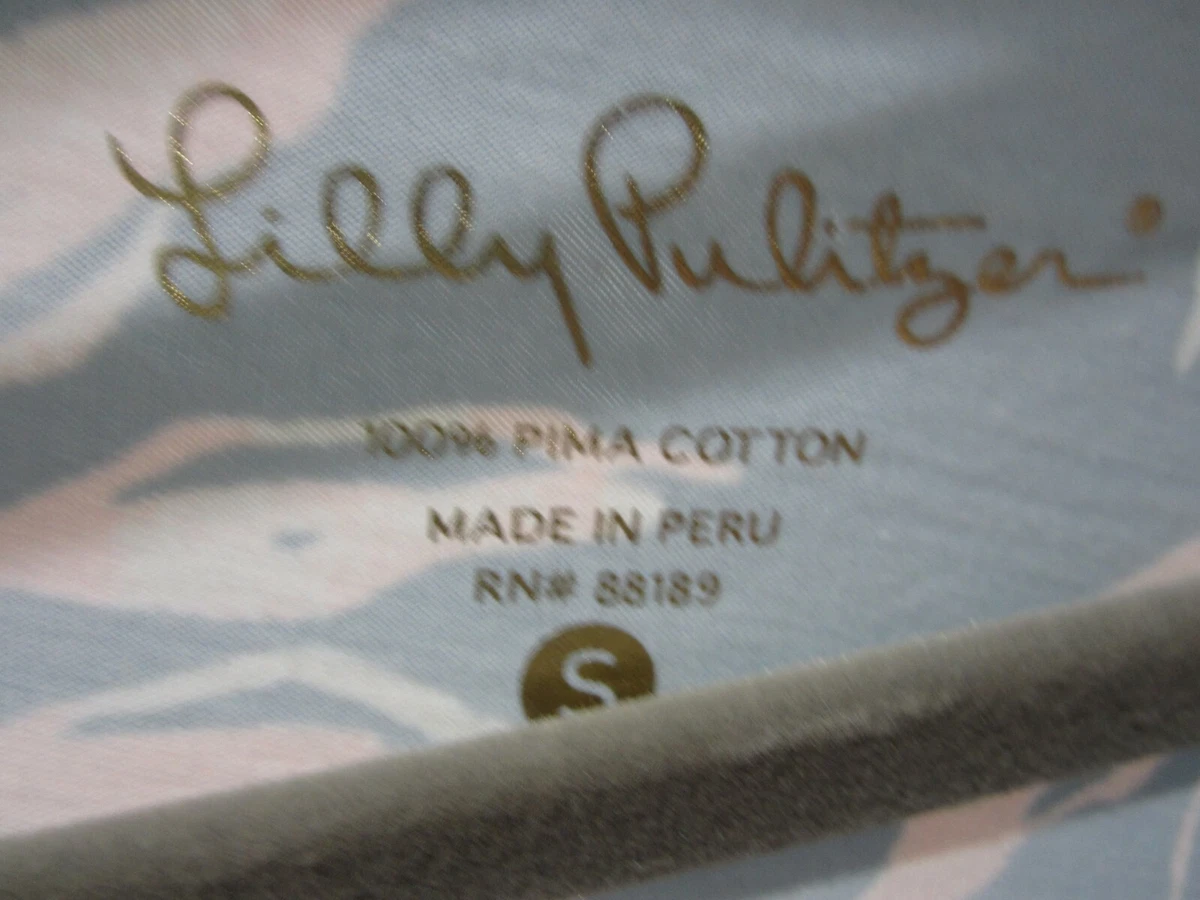 Lilly Pulitzer
100% PIMA COTTON
MADE IN PERU
RN# 88189
S